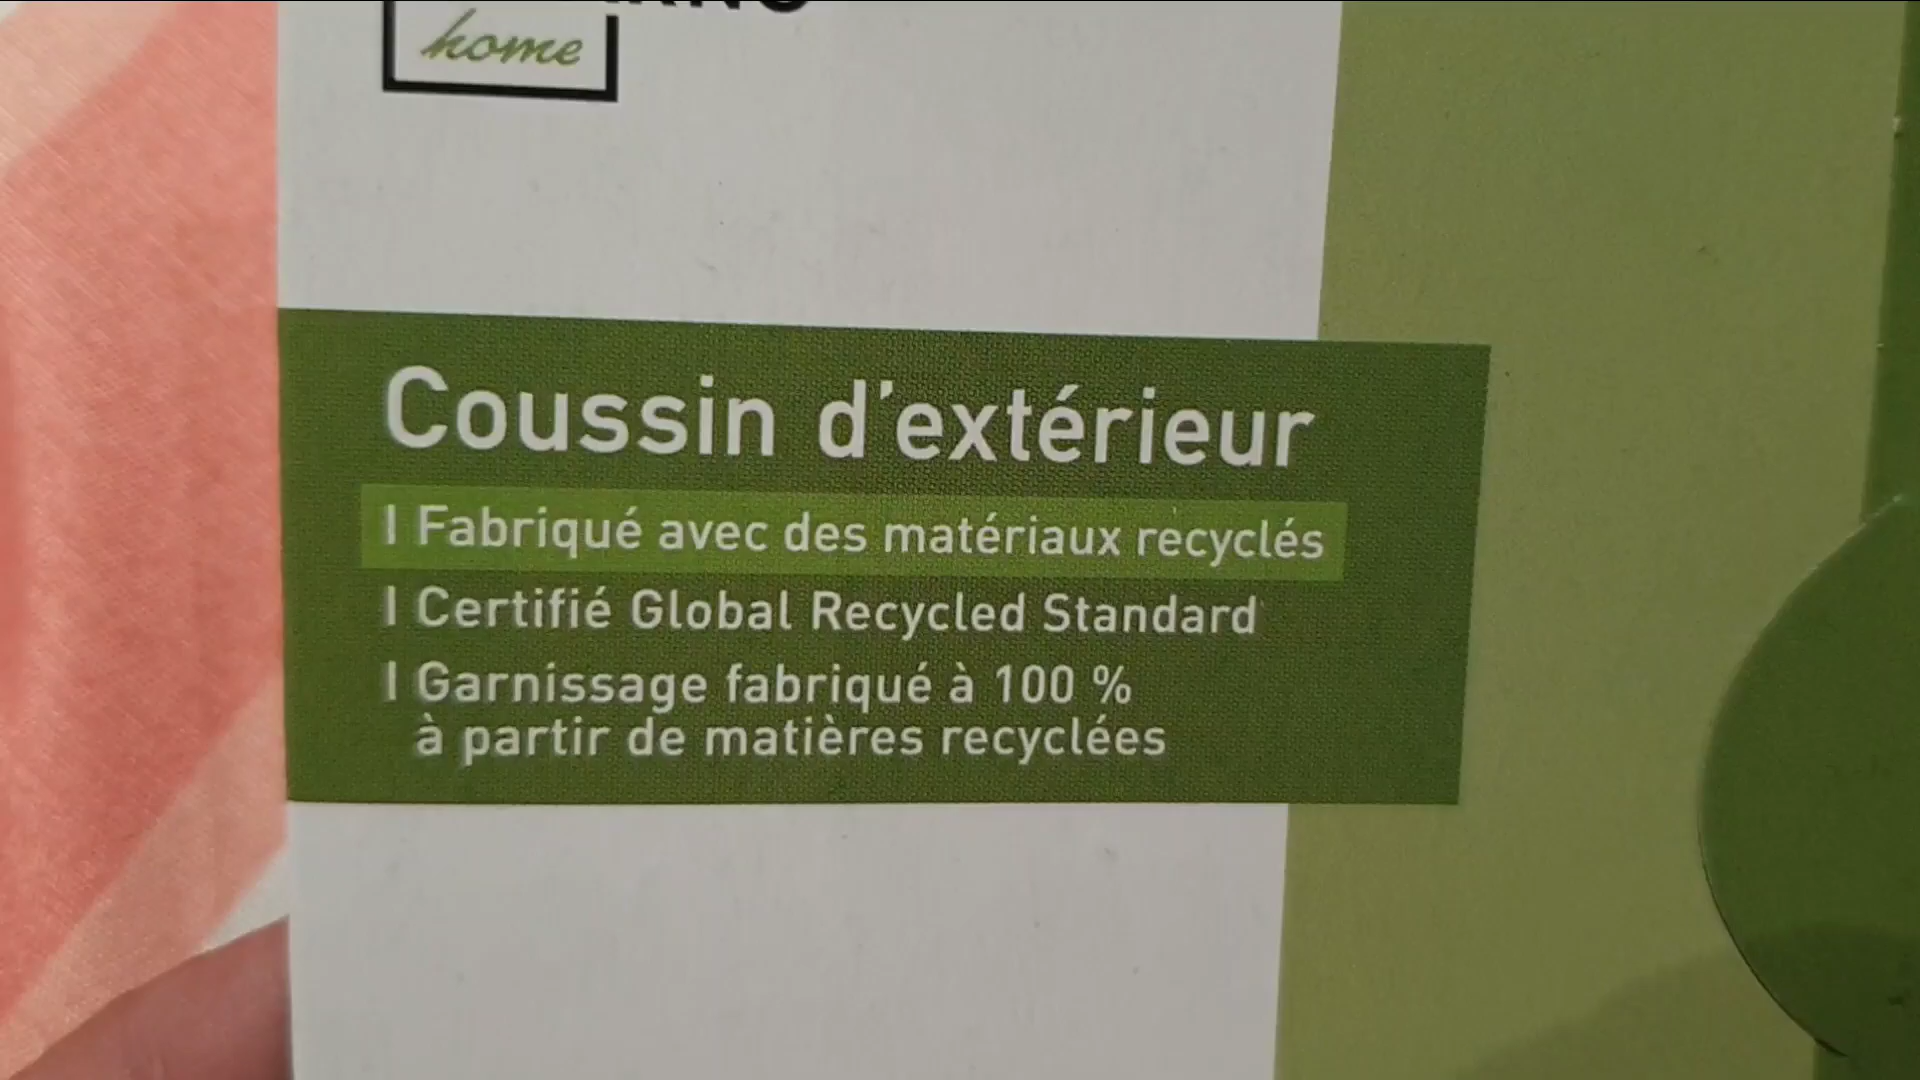 home
Coussin d'extérieur
| Fabriqué avec des matériaux recyclés
| Certifié Global Recycled Standard
| Garnissage fabriqué à 100 %
à partir de matières recyclées